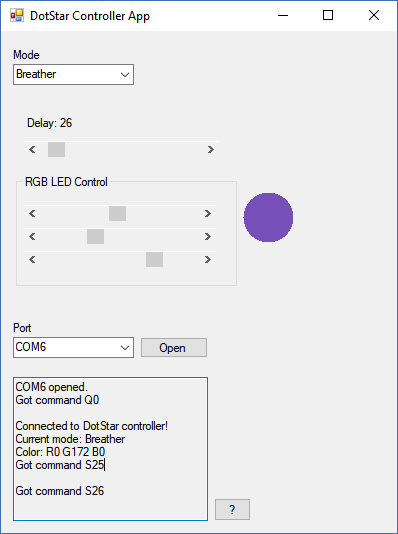 DotStar Controller App
Mode
Breather
Delay: 26
RGB LED Control
Port
COM6
Open
COM6 opened.
Got command Q0
Connected to DotStar controller!
Current mode: Breather
Color: R0 G172 B0
Got command S25
Got command S26
?